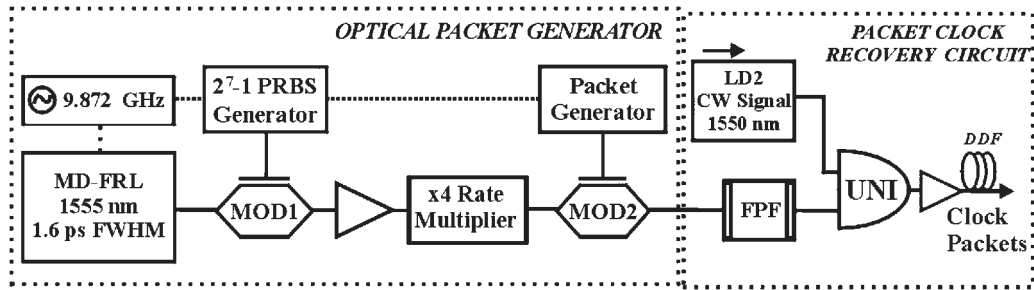 OPTICAL PACKET GENERATOR
PACKET CLOCK
RECOVERY CIRCUIT
9.872 GHz
2⁷-1 PRBS
Generator
Packet
Generator
LD2
CW Signal
1550 nm
MD-FRL
1555 nm
1.6 ps FWHM
MOD1
x4 Rate
Multiplier
MOD2
FPF
UNI
DDF
Clock
Packets